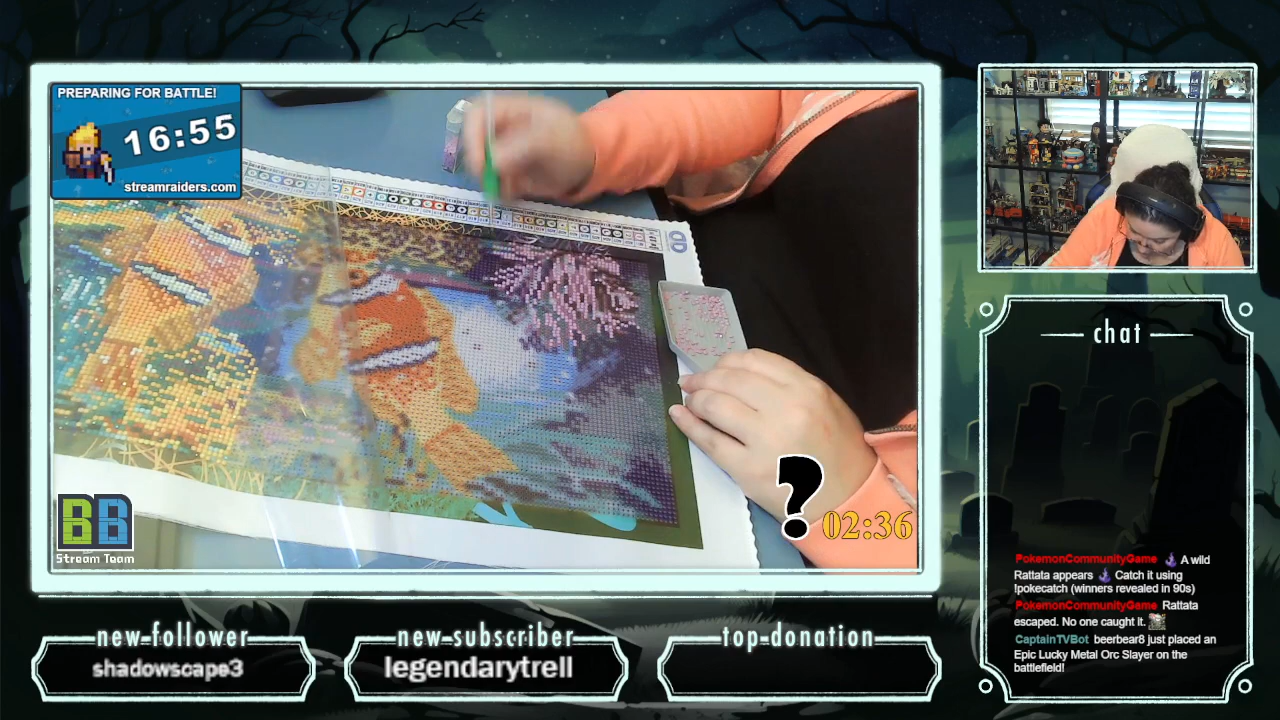 PREPARING FOR BATTLE!
16:55
streamraiders.com
BB
Stream Team
?
02:36
chat
PokemonCommunityGame A wild
Rattata appears Catch it using
!pokecatch (winners revealed in 90s)
PokemonCommunityGame Rattata
escaped. No one caught it.
CaptainTVBot beerbear8 just placed an
Epic Lucky Metal Orc Slayer on the
battlefield!
new follower
shadowscape3
new subscriber
legendarytrell
top donation